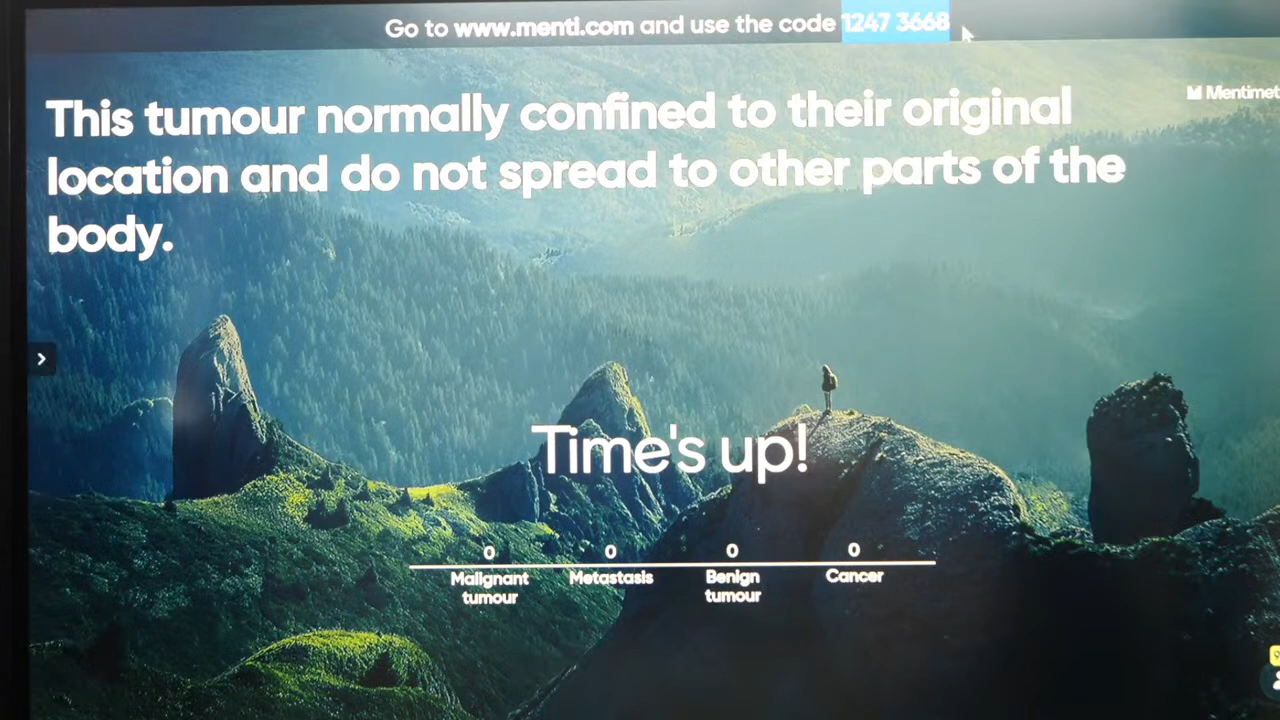 Go to www.menti.com and use the code 1247 3668
Mentimet
This tumour normally confined to their original
location and do not spread to other parts of the
body.
Time's up!
0 0 0 0
Malignant tumour
Metastasis
Benign tumour
Cancer